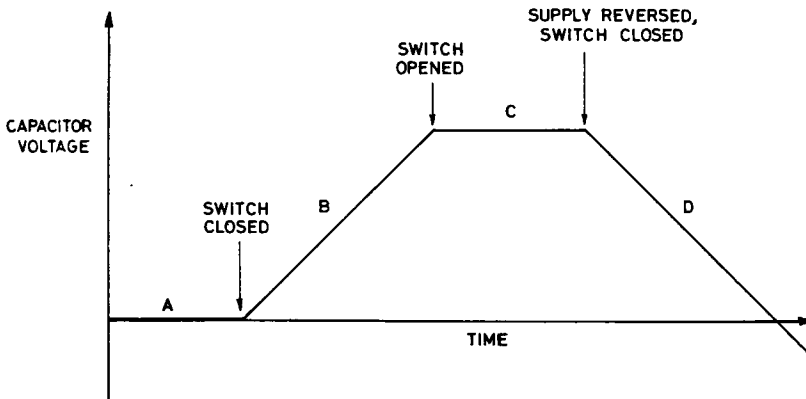 SUPPLY REVERSED,
SWITCH CLOSED
SWITCH
OPENED
CAPACITOR
VOLTAGE
C
SWITCH
CLOSED
B
D
A
TIME